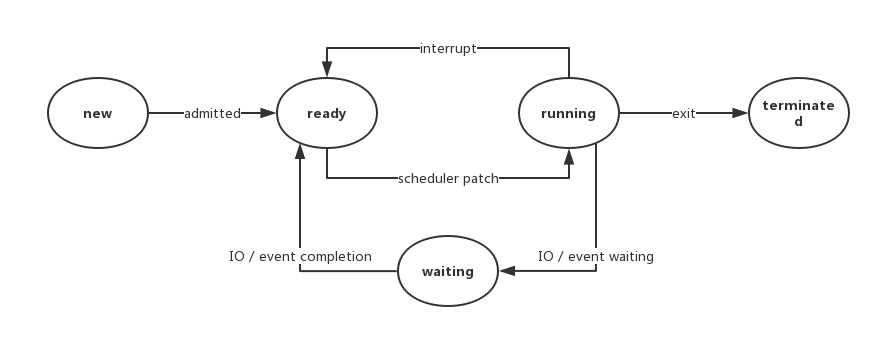 interrupt
new
admitted
ready
running
exit
terminate
d
scheduler patch
IO / event completion
IO / event waiting
waiting